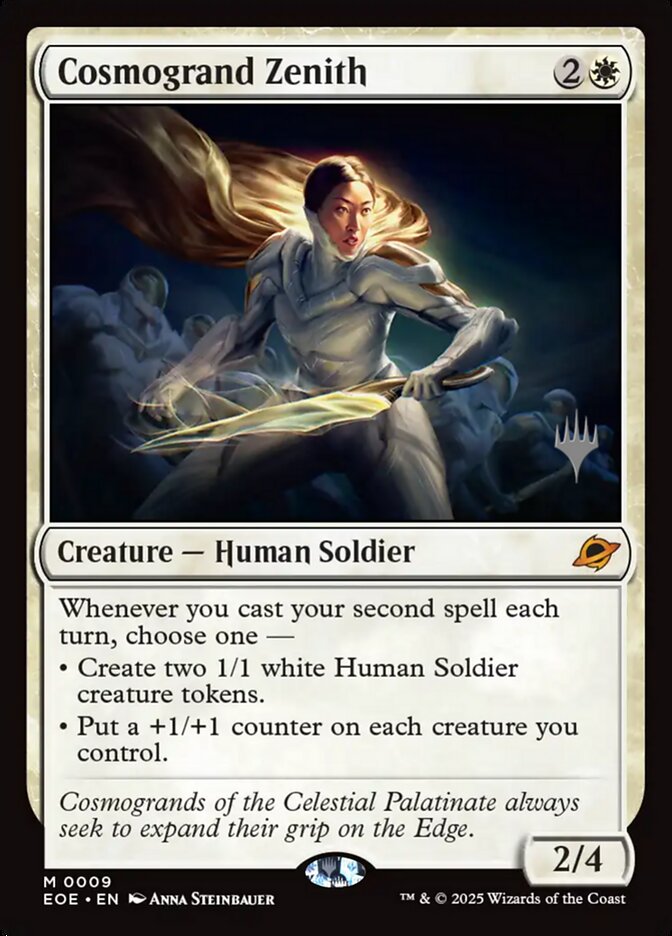 Cosmogrand Zenith
2
Creature — Human Soldier
Whenever you cast your second spell each
turn, choose one —
• Create two 1/1 white Human Soldier
creature tokens.
• Put a +1/+1 counter on each creature you
control.
Cosmogrands of the Celestial Palatinate always
seek to expand their grip on the Edge.
2/4
M 0009
EOE • EN Anna Steinbauer
™ & © 2025 Wizards of the Coast